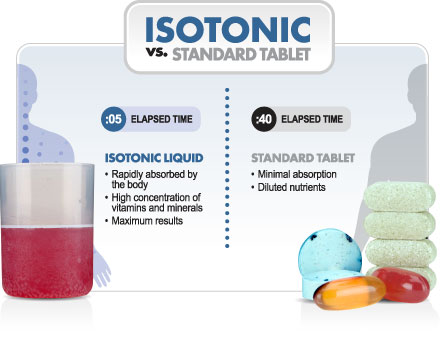 ISOTONIC
vs. STANDARD TABLET
:05 ELAPSED TIME
ISOTONIC LIQUID
• Rapidly absorbed by
the body
• High concentration of
vitamins and minerals
• Maximum results
:40 ELAPSED TIME
STANDARD TABLET
• Minimal absorption
• Diluted nutrients